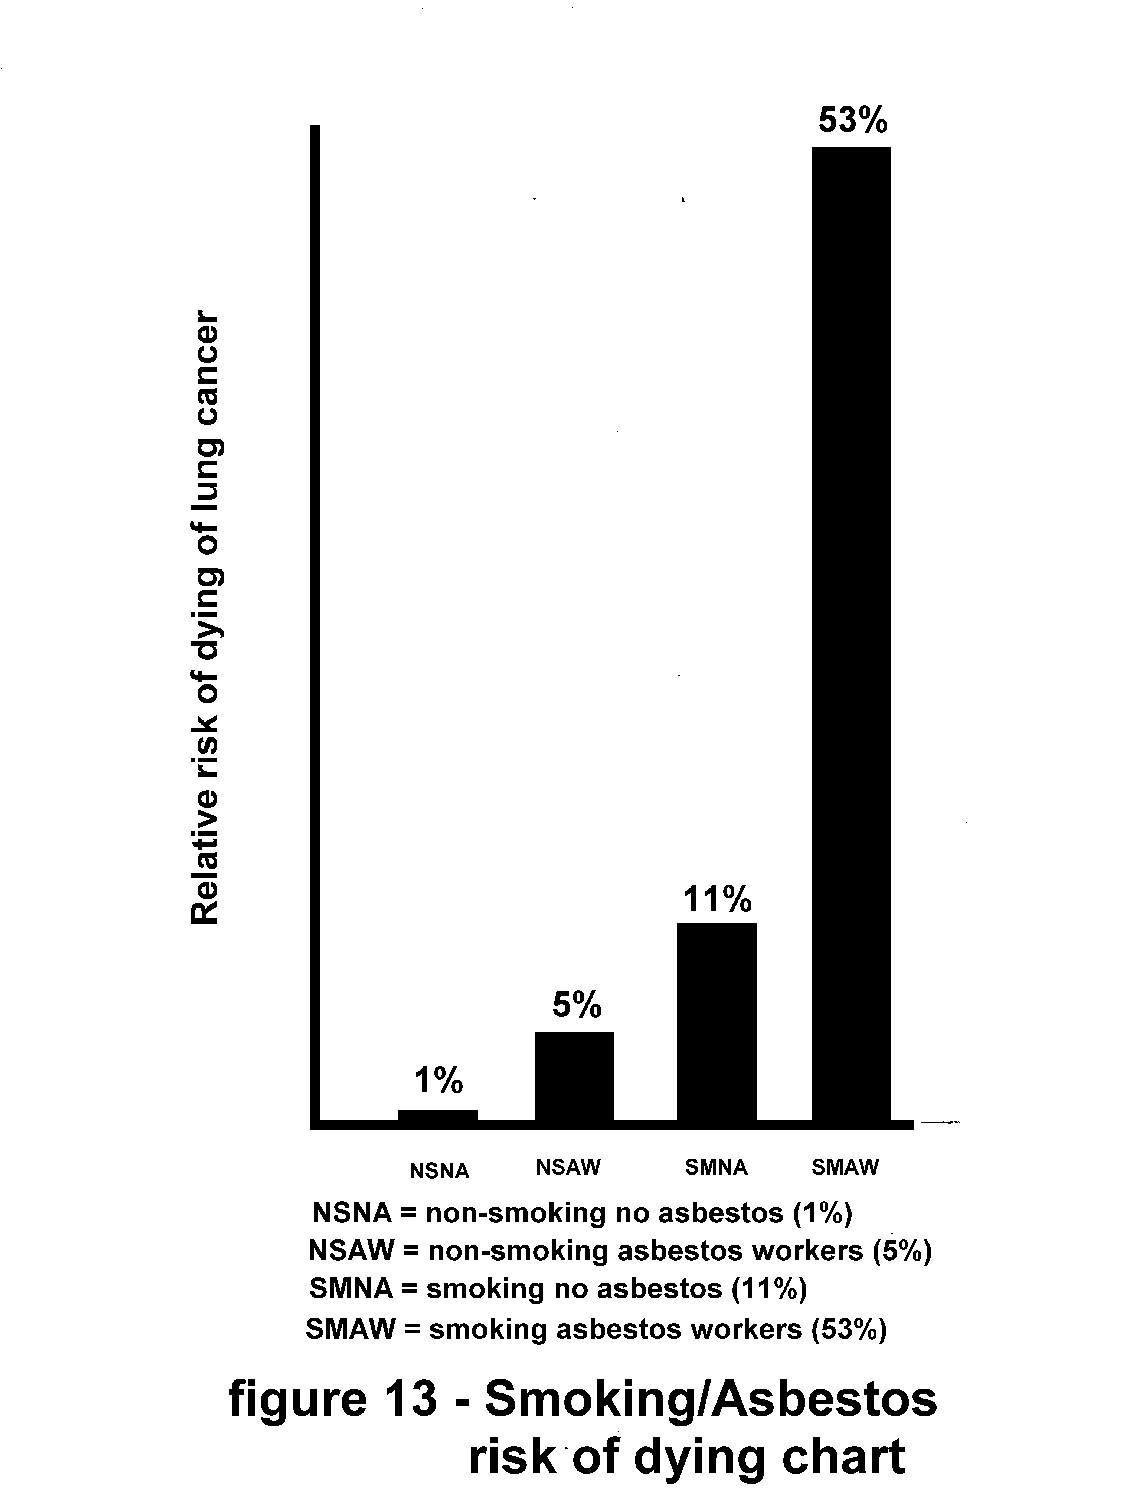 53%
Relative risk of dying of lung cancer
11%
5%
1%
NSNA NSAW SMNA SMAW
NSNA = non-smoking no asbestos (1%)
NSAW = non-smoking asbestos workers (5%)
SMNA = smoking no asbestos (11%)
SMAW = smoking asbestos workers (53%)
figure 13 - Smoking/Asbestos
risk of dying chart